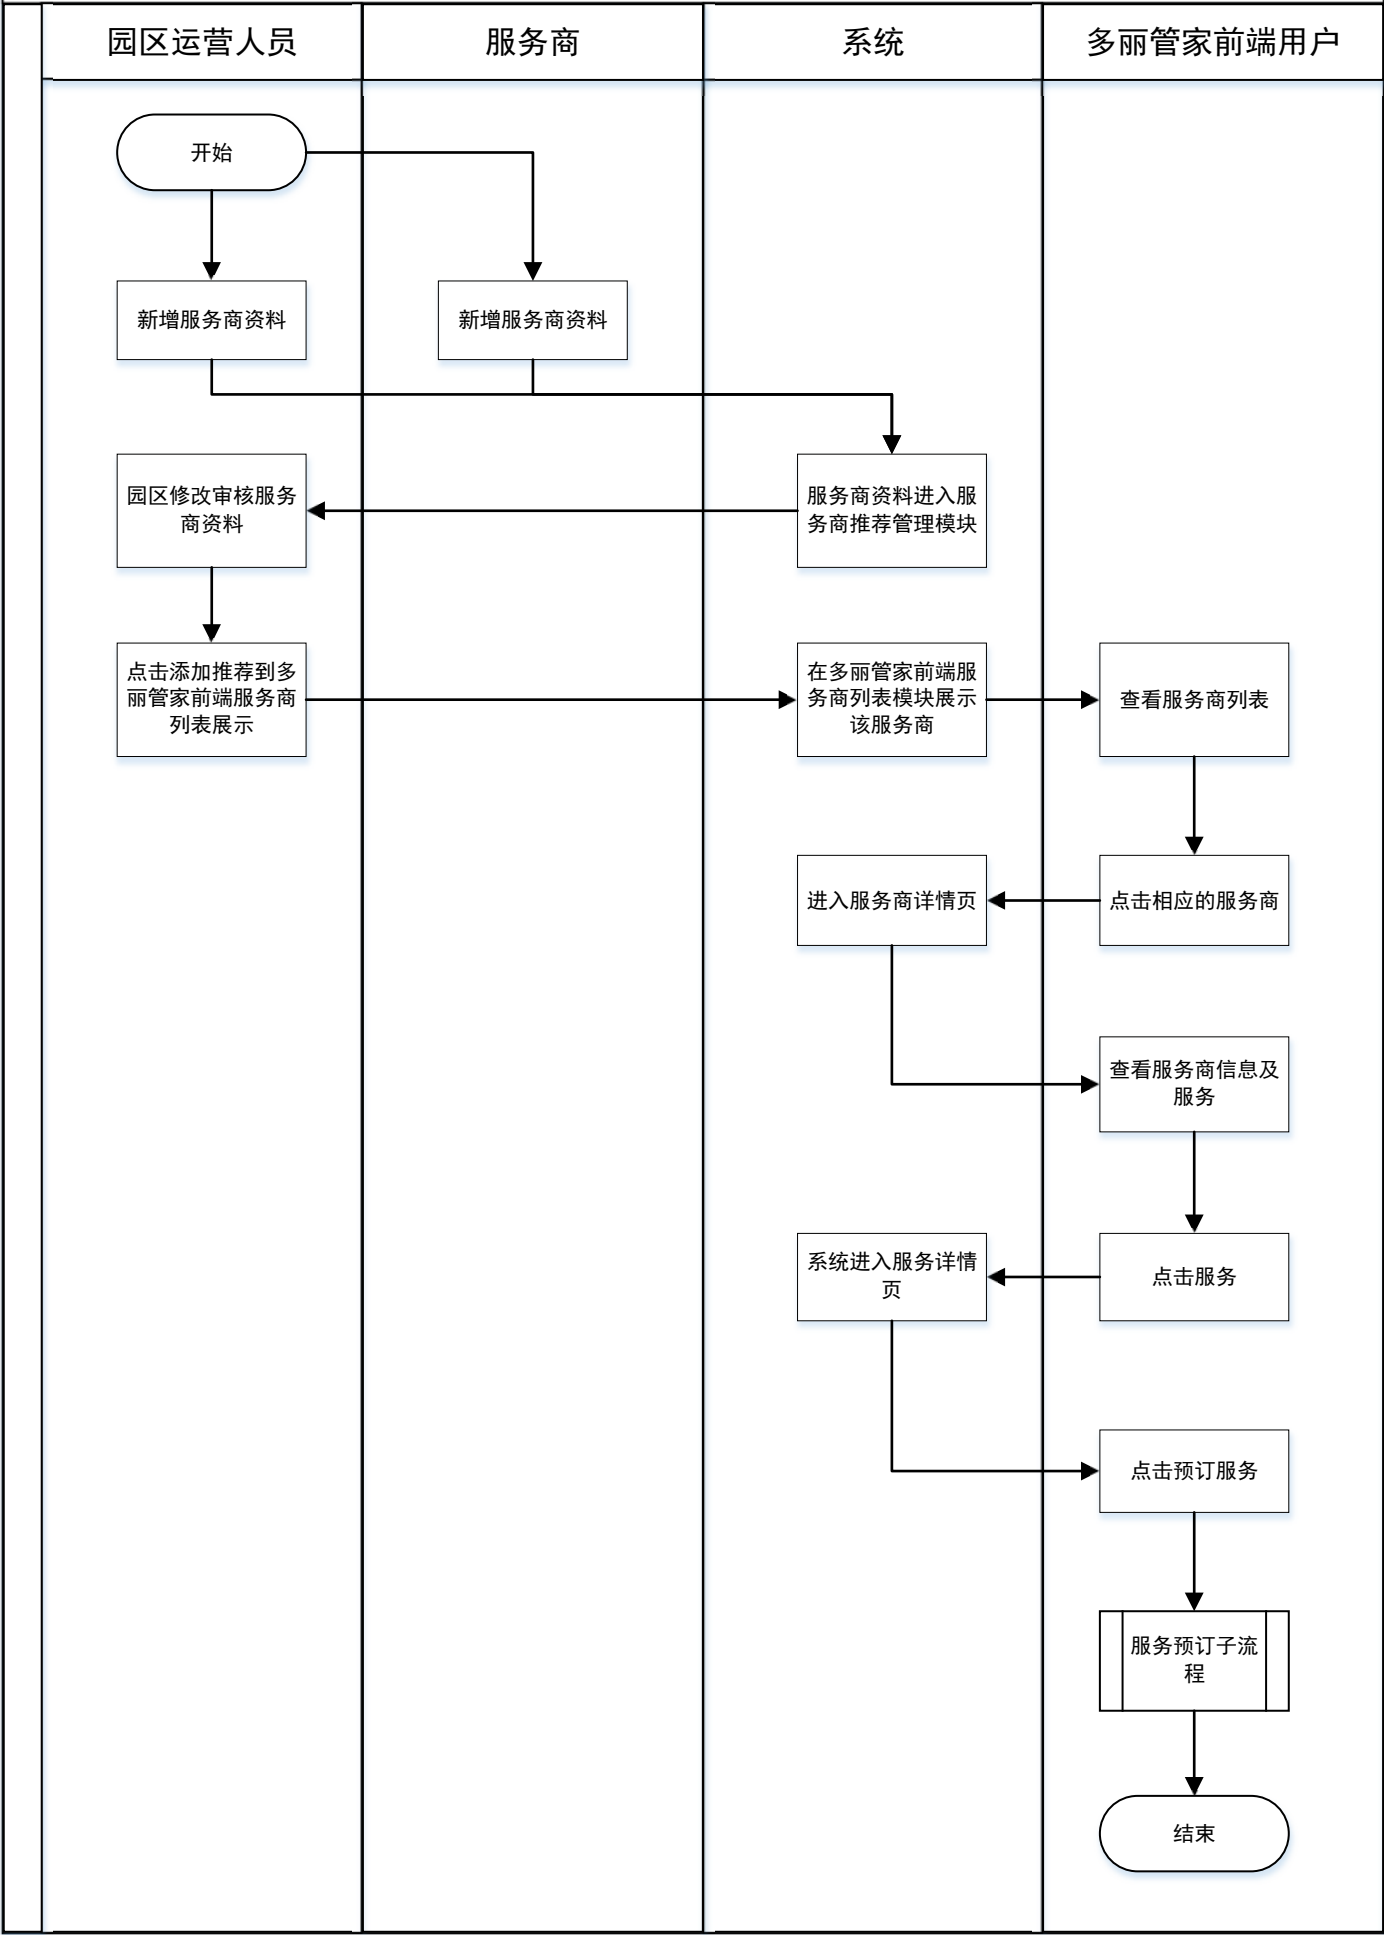 园区运营人员
服务商
系统
多丽管家前端用户
开始
新增服务商资料
新增服务商资料
园区修改审核服务
商资料
服务商资料进入服
务商推荐管理模块
点击添加推荐到多
丽管家前端服务商
列表展示
在多丽管家前端服
务商列表模块展示
该服务商
查看服务商列表
进入服务商详情页
点击相应的服务商
查看服务商信息及
服务
系统进入服务详情
页
点击服务
点击预订服务
服务预订子流
程
结束